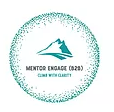 MENTOR ENGAGE (B2B)
CLIMB WITH CLARITY